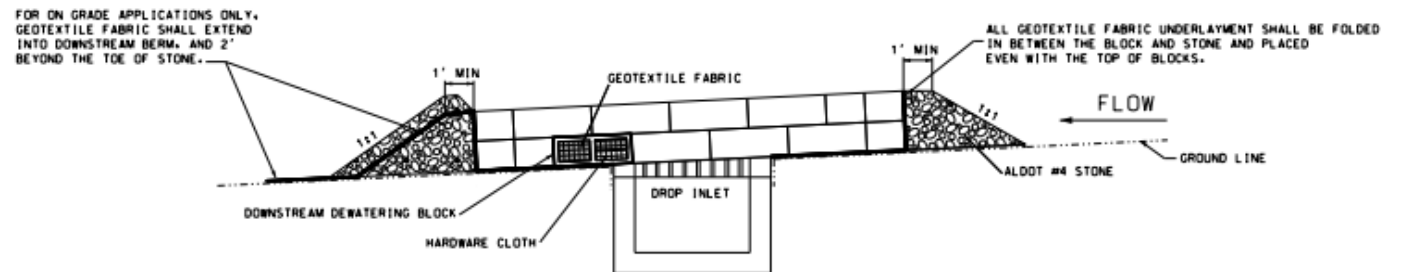 FOR ON GRADE APPLICATIONS ONLY,
GEOTEXTILE FABRIC SHALL EXTEND
INTO DOWNSTREAM BERM, AND 2'
BEYOND THE TOE OF STONE.
ALL GEOTEXTILE FABRIC UNDERLAYMENT SHALL BE FOLDED
IN BETWEEN THE BLOCK AND STONE AND PLACED
EVEN WITH THE TOP OF BLOCKS.
1' MIN
1' MIN
GEOTEXTILE FABRIC
FLOW
1:1
1:1
GROUND LINE
ALDOT #4 STONE
DROP INLET
DOWNSTREAM DEWATERING BLOCK
HARDWARE CLOTH